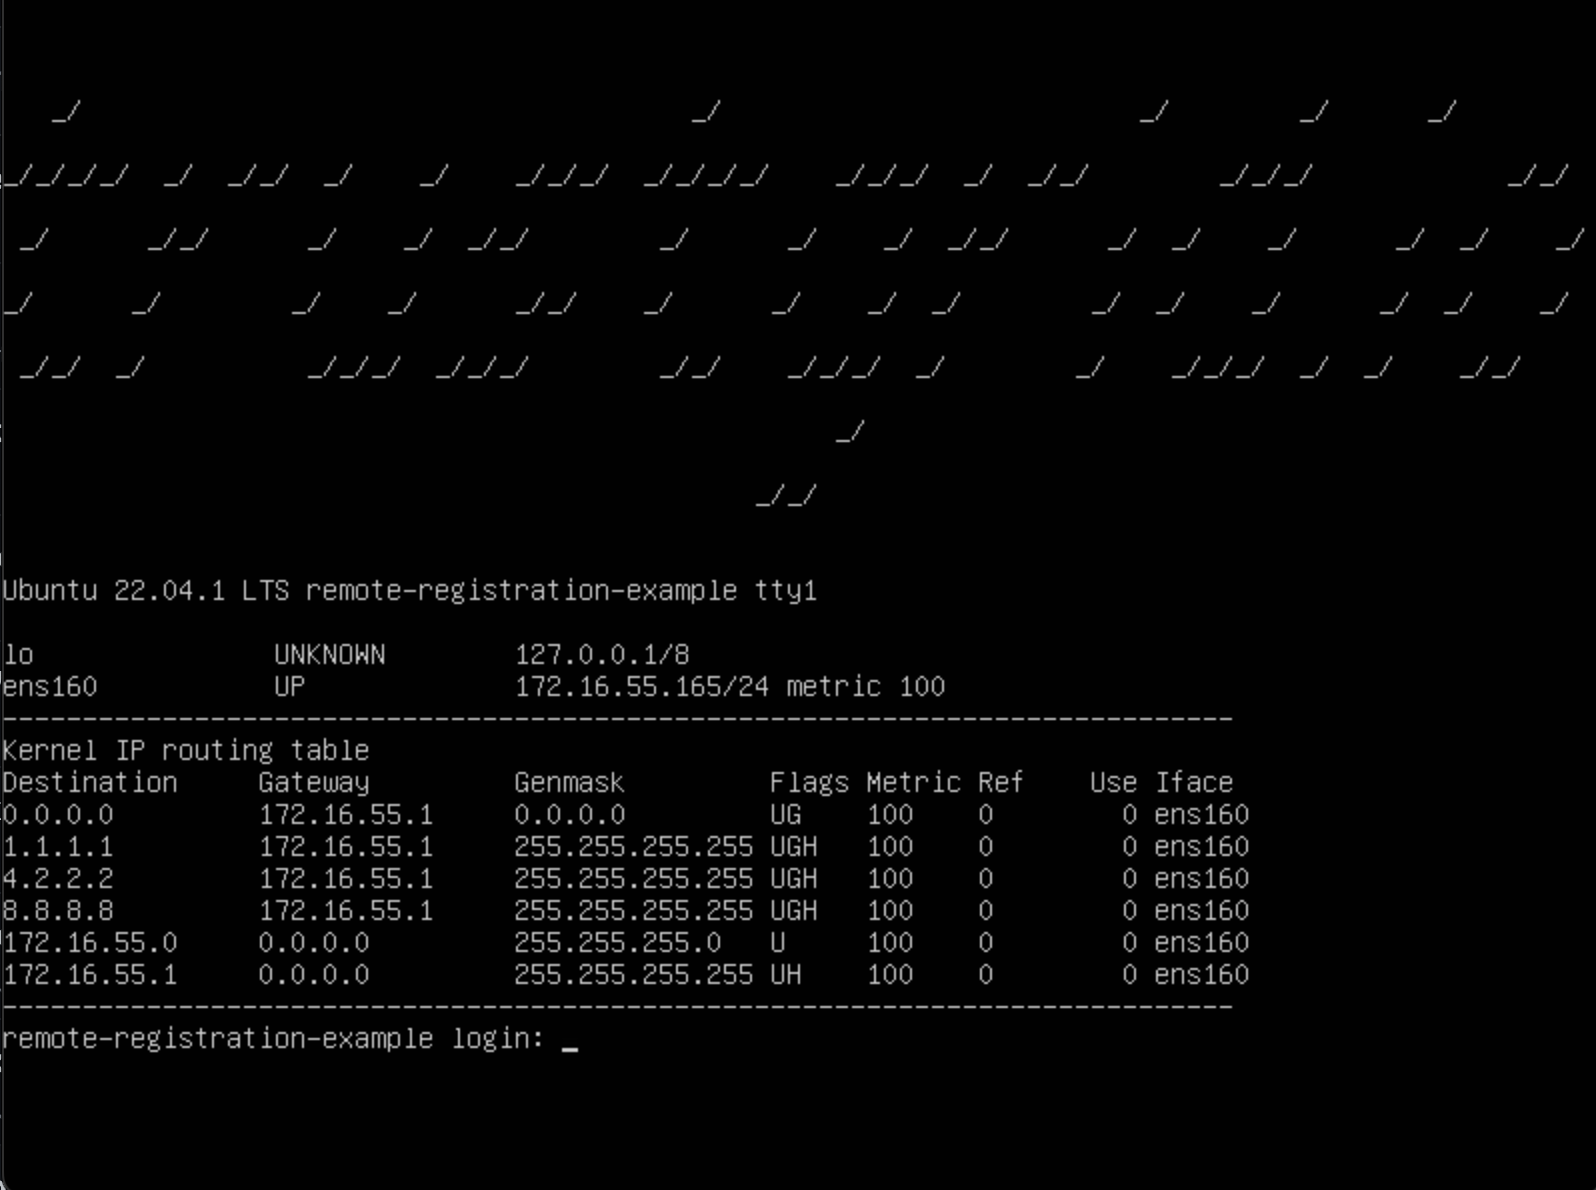 Ubuntu 22.04.1 LTS remote-registration-example tty1
lo UNKNOWN 127.0.0.1/8
ens160 UP 172.16.55.165/24 metric 100
-----------------------------------------------------------------------------
Kernel IP routing table
Destination Gateway Genmask Flags Metric Ref Use Iface
0.0.0.0 172.16.55.1 0.0.0.0 UG 100 0 0 ens160
1.1.1.1 172.16.55.1 255.255.255.255 UGH 100 0 0 ens160
4.2.2.2 172.16.55.1 255.255.255.255 UGH 100 0 0 ens160
8.8.8.8 172.16.55.1 255.255.255.255 UGH 100 0 0 ens160
172.16.55.0 0.0.0.0 255.255.255.0 U 100 0 0 ens160
172.16.55.1 0.0.0.0 255.255.255.255 UH 100 0 0 ens160
-----------------------------------------------------------------------------
remote-registration-example login: _